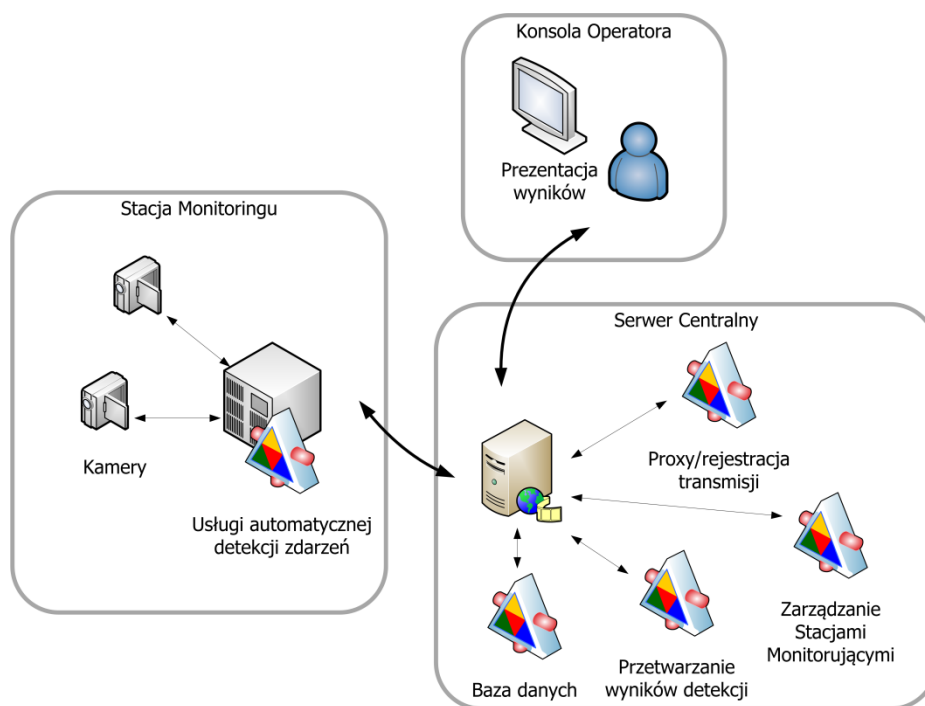 Konsola Operatora
Prezentacja
wyników
Stacja Monitoringu
Kamery
Usługi automatycznej
detekcji zdarzeń
Serwer Centralny
Proxy/rejestracja
transmisji
Zarządzanie
Stacjami
Monitorującymi
Przetwarzanie
wyników detekcji
Baza danych